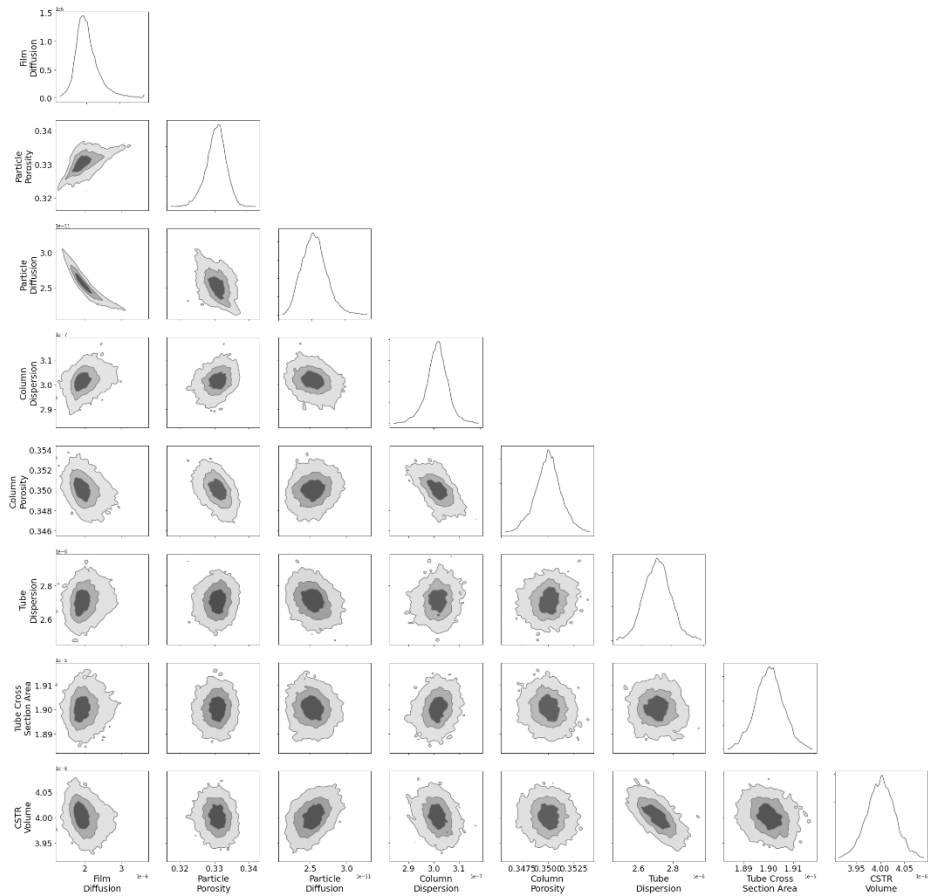 1e6
1.5
1.0
0.5
0.0
Film
Diffusion
0.34
0.33
0.32
Particle
Porosity
1e−11
3.0
2.5
Particle
Diffusion
1e−7
3.1
3.0
2.9
Column
Dispersion
0.354
0.352
0.350
0.348
0.346
Column
Porosity
2.8
2.6
Tube
Dispersion
1.91
1.90
1.89
Tube Cross
Section Area
1e−6
4.05
4.00
3.95
CSTR
Volume
2 3 0.32 0.33 0.34 2.5 3.0 2.9 3.0 3.1 0.3475 0.3500 0.3525 2.6 2.8 1.89 1.90 1.91 3.95 4.00 4.05
1e−6 1e−11 1e−7 1e−6 1e−5 1e−6
Film Particle Particle Column Column Tube Tube Cross CSTR
Diffusion Porosity Diffusion Dispersion Porosity Dispersion Section Area Volume